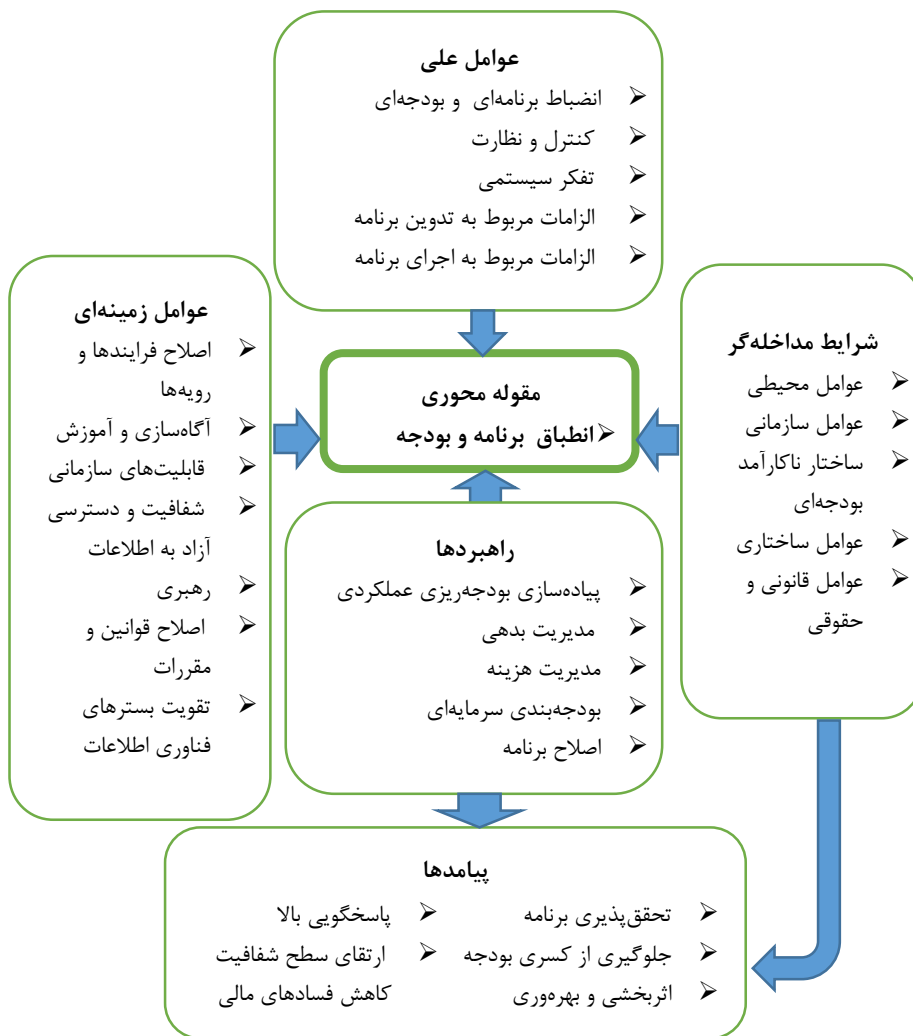 عوامل علی
➢ انضباط برنامه‌ای و بودجه‌ای
➢ کنترل و نظارت
➢ تفکر سیستمی
➢ الزامات مربوط به تدوین برنامه
➢ الزامات مربوط به اجرای برنامه
شرایط مداخله‌گر
➢ عوامل محیطی
➢ عوامل سازمانی
➢ ساختار ناکارآمد
بودجه‌ای
➢ عوامل ساختاری
➢ عوامل قانونی و
حقوقی
مقوله محوری
➢ انطباق برنامه و بودجه
عوامل زمینه‌ای
➢ اصلاح فرایندها و
رویه‌ها
➢ آگاه‌سازی و آموزش
➢ قابلیت‌های سازمانی
➢ شفافیت و دسترسی
آزاد به اطلاعات
➢ رهبری
➢ اصلاح قوانین و
مقررات
➢ تقویت بسترهای
فناوری اطلاعات
راهبردها
➢ پیاده‌سازی بودجه‌ریزی عملکردی
➢ مدیریت بدهی
➢ مدیریت هزینه
➢ بودجه‌بندی سرمایه‌ای
➢ اصلاح برنامه
پیامدها
➢ تحقق‌پذیری برنامه
➢ جلوگیری از کسری بودجه
➢ اثربخشی و بهره‌وری
➢ پاسخگویی بالا
➢ ارتقای سطح شفافیت
کاهش فسادهای مالی